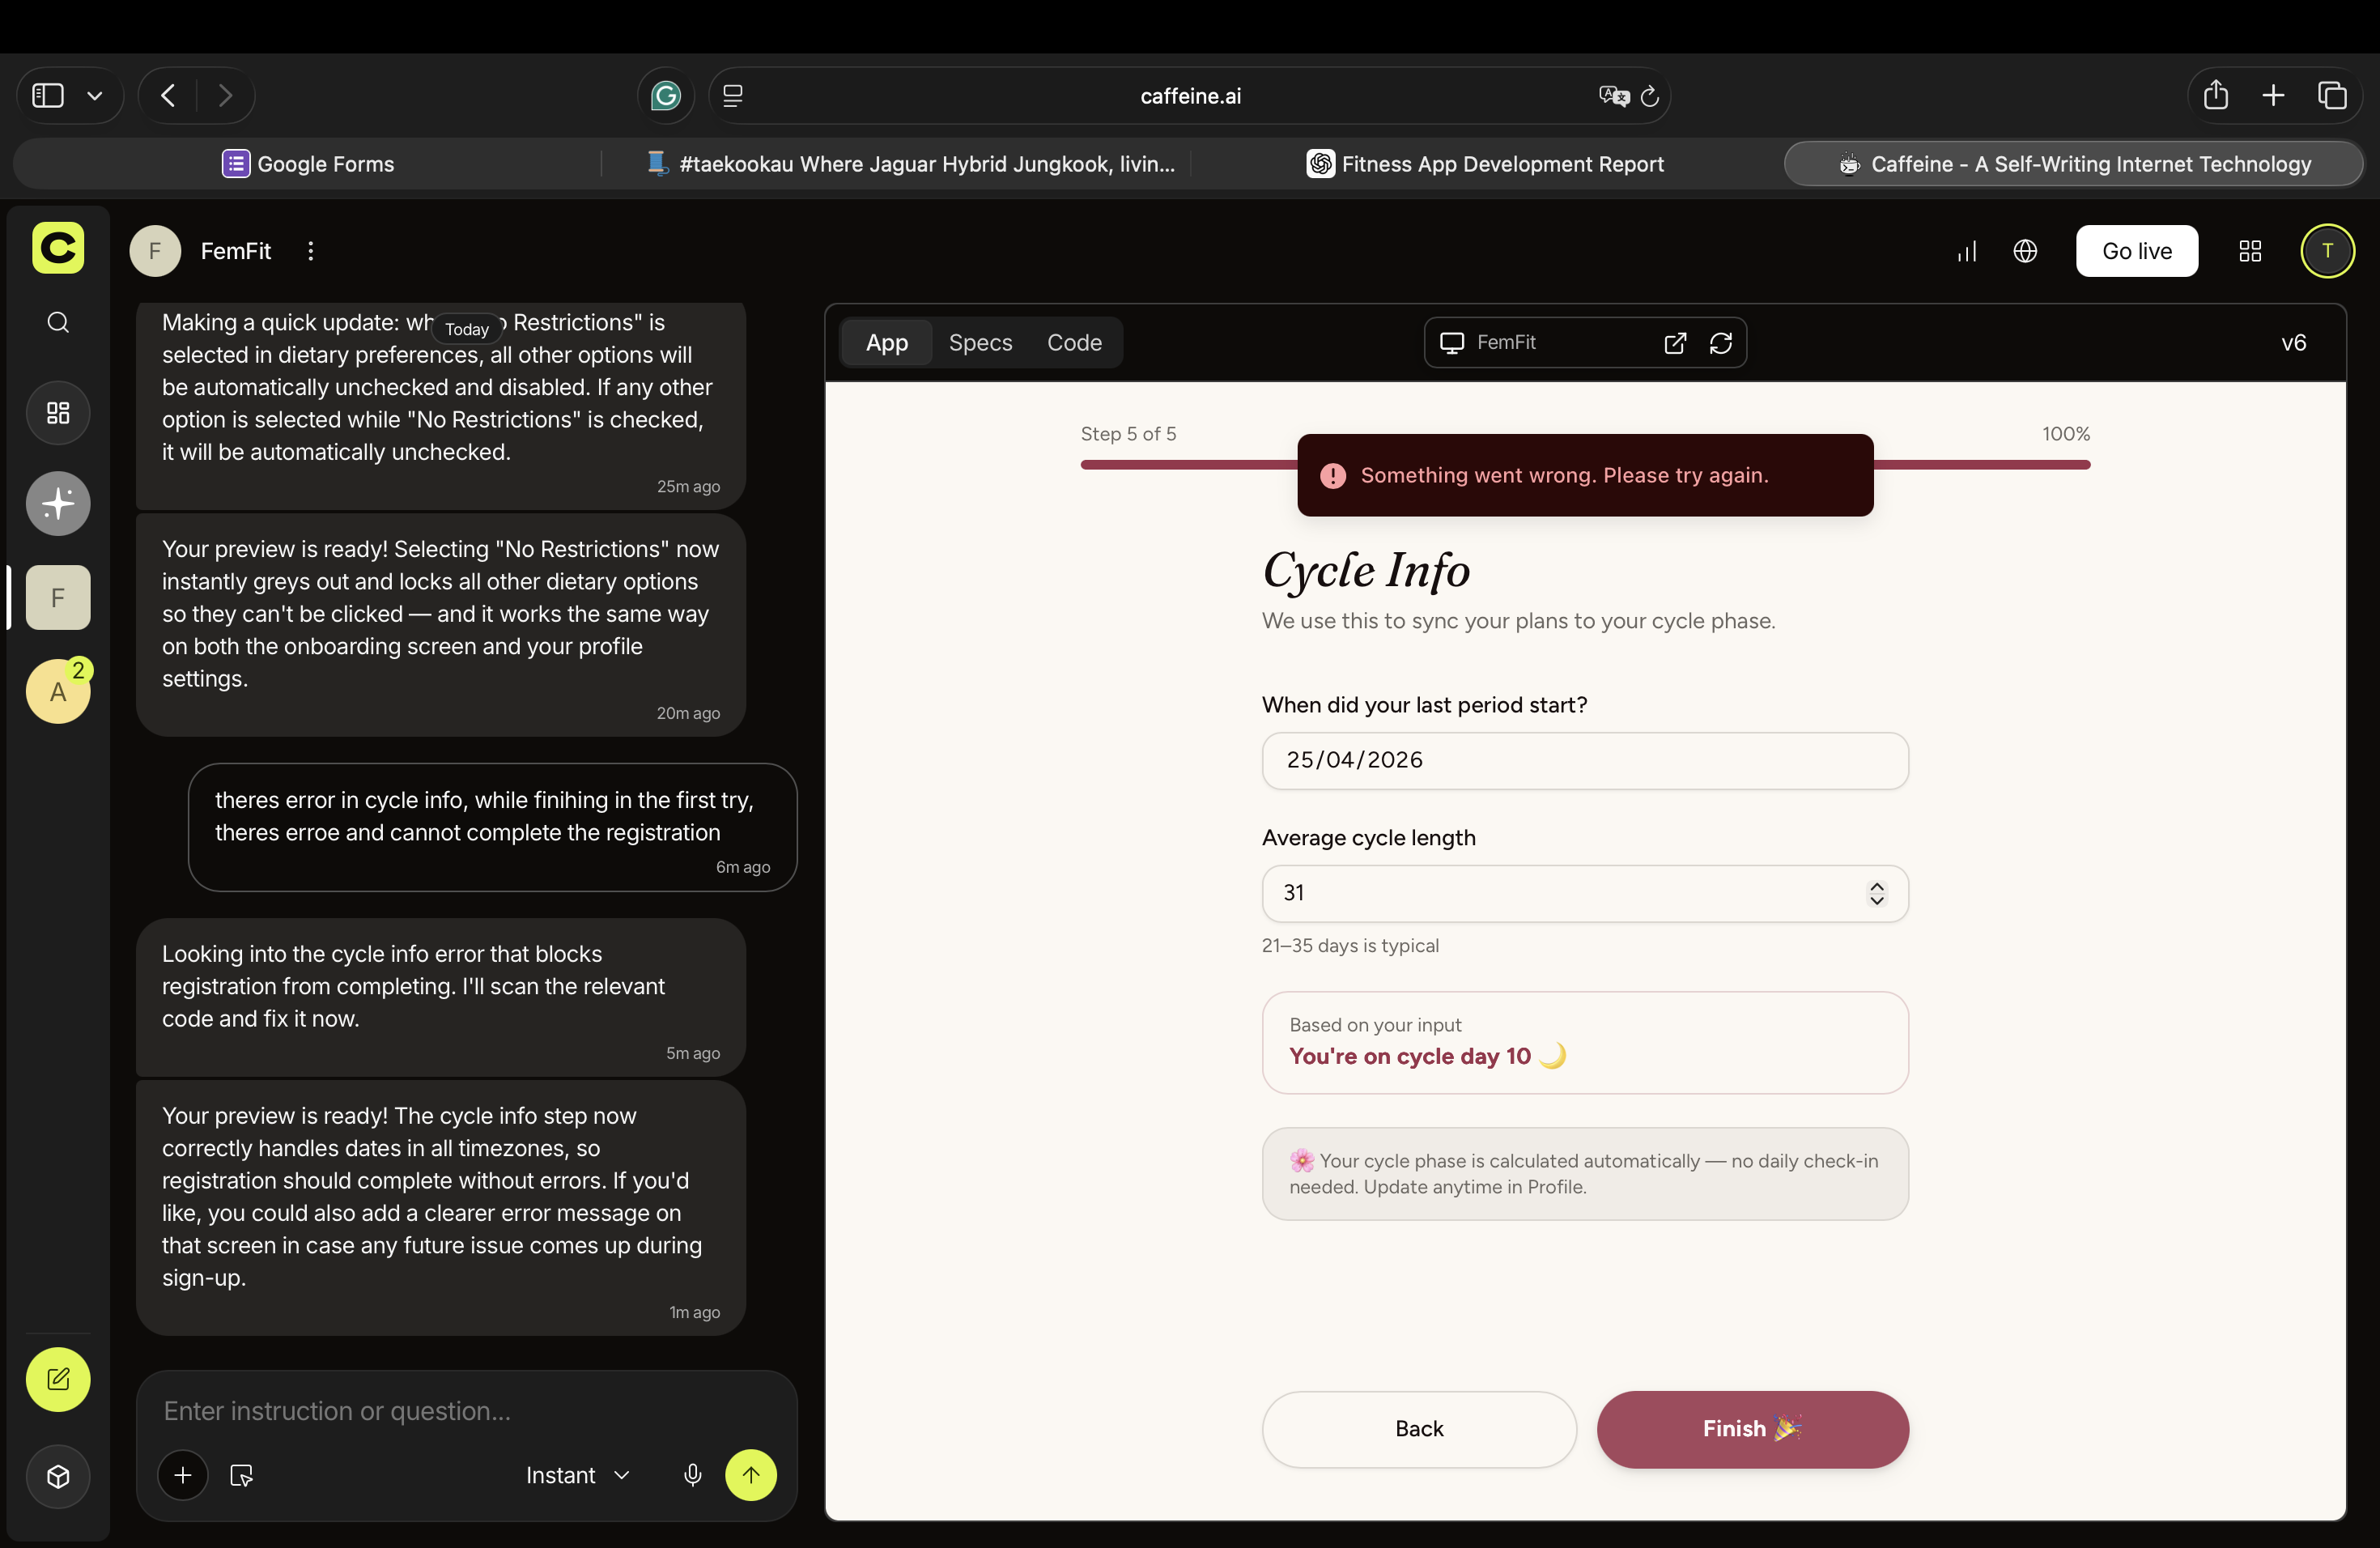 caffeine.ai
Google Forms
#taekookau Where Jaguar Hybrid Jungkook, livin...
Fitness App Development Report
Caffeine - A Self-Writing Internet Technology
F
FemFit
Go live
T
Making a quick update: wh
Today
o Restrictions" is
selected in dietary preferences, all other options will
be automatically unchecked and disabled. If any other
option is selected while "No Restrictions" is checked,
it will be automatically unchecked.
25m ago
Your preview is ready! Selecting "No Restrictions" now
instantly greys out and locks all other dietary options
so they can't be clicked — and it works the same way
on both the onboarding screen and your profile
settings.
20m ago
theres error in cycle info, while finihing in the first try,
theres erroe and cannot complete the registration
6m ago
Looking into the cycle info error that blocks
registration from completing. I'll scan the relevant
code and fix it now.
5m ago
Your preview is ready! The cycle info step now
correctly handles dates in all timezones, so
registration should complete without errors. If you'd
like, you could also add a clearer error message on
that screen in case any future issue comes up during
sign-up.
1m ago
Enter instruction or question...
Instant
F
A
2
App
Specs
Code
FemFit
v6
Step 5 of 5
100%
Something went wrong. Please try again.
Cycle Info
We use this to sync your plans to your cycle phase.
When did your last period start?
25/04/2026
Average cycle length
31
21–35 days is typical
Based on your input
You're on cycle day 10 🌙
🌸 Your cycle phase is calculated automatically — no daily check-in
needed. Update anytime in Profile.
Back
Finish 🎉